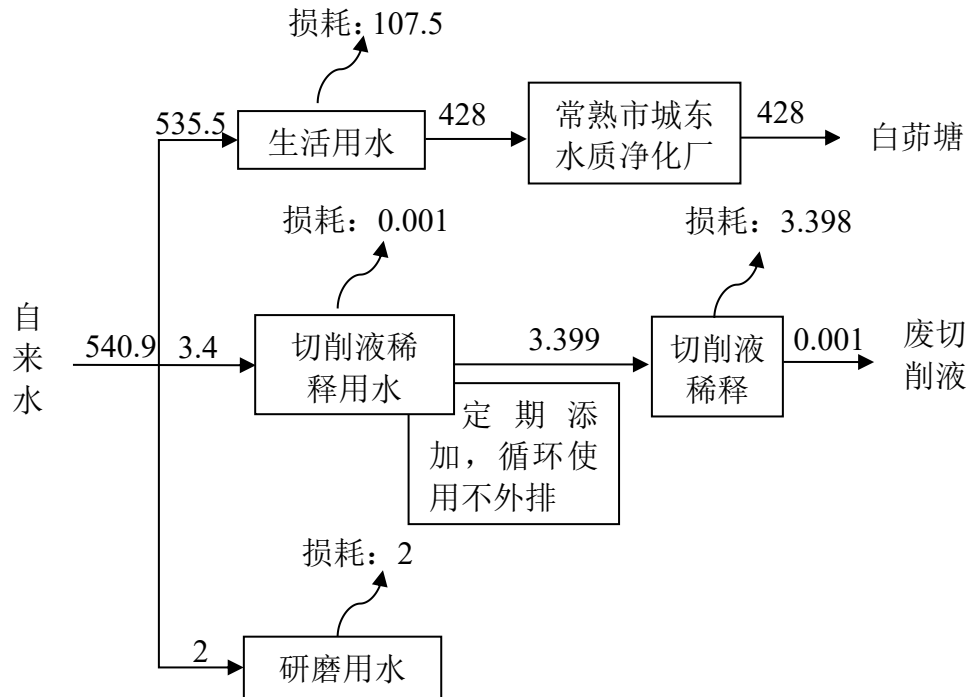 损耗：107.5
535.5
生活用水
428
常熟市城东
水质净化厂
428
白茆塘
损耗：0.001
损耗：3.398
自
来
水
540.9
3.4
切削液稀
释用水
3.399
切削液
稀释
0.001
废切
削液
定期添
加，循环使
用不外排
损耗：2
2
研磨用水